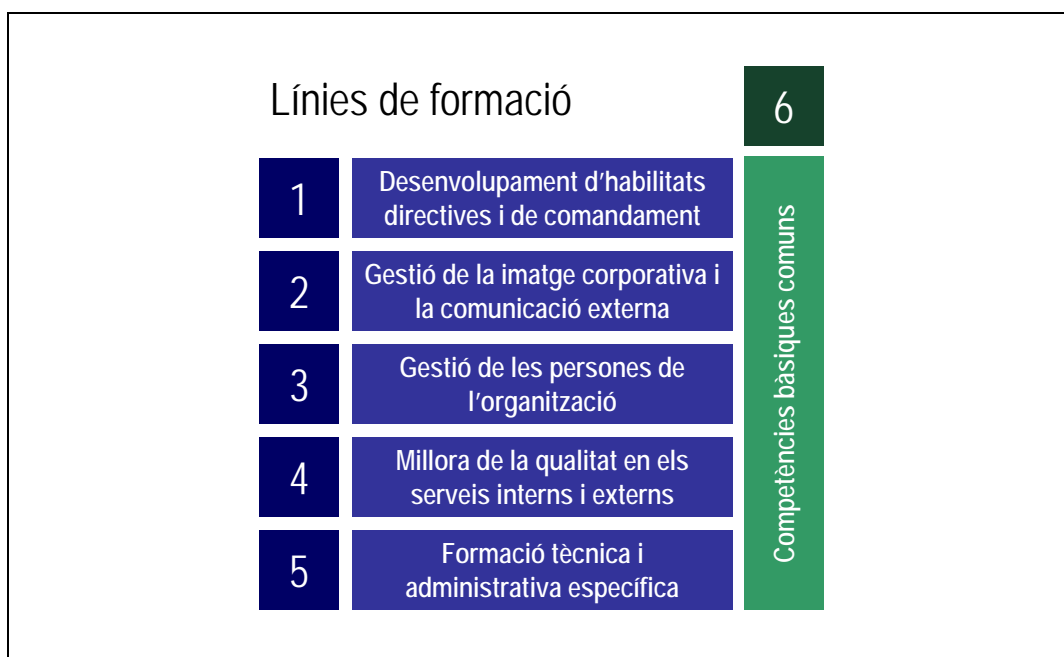 Línies de formació
6
1
Desenvolupament d'habilitats
directives i de comandament
2
Gestió de la imatge corporativa i
la comunicació externa
3
Gestió de les persones de
l'organització
4
Millora de la qualitat en els
serveis interns i externs
5
Formació tècnica i
administrativa específica
Competències bàsiques comuns